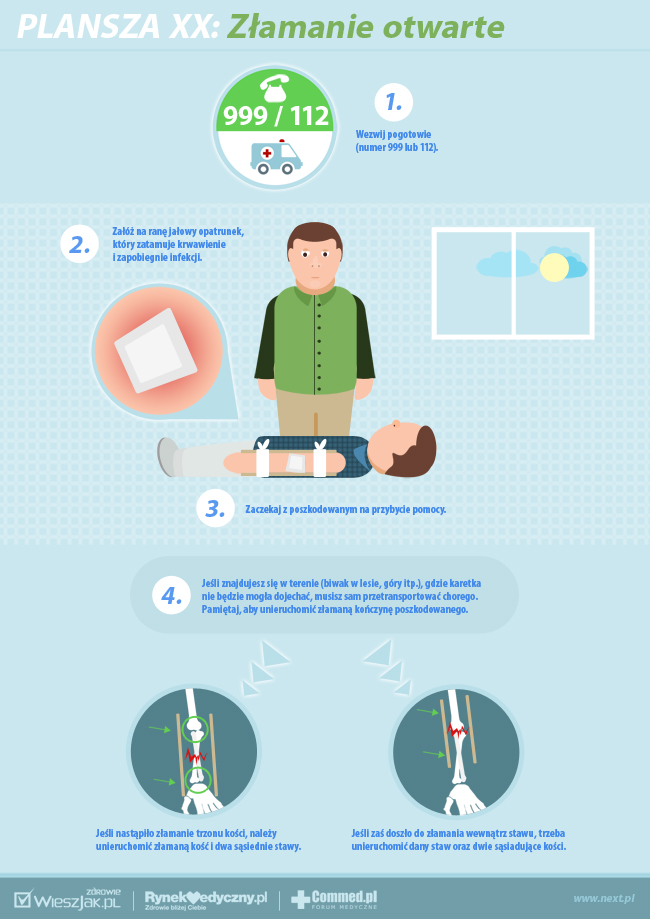 PLANSZA XX: Złamanie otwarte
999 / 112
1.
Wezwij pogotowie
(numer 999 lub 112).
2.
Załóż na ranę jałowy opatrunek,
który zatamuje krwawienie
i zapobiegnie infekcji.
3.
Zaczekaj z poszkodowanym na przybycie pomocy.
4.
Jeśli znajdujesz się w terenie (biwak w lesie, góry itp.), gdzie karetka
nie będzie mogła dojechać, musisz sam przetransportować chorego.
Pamiętaj, aby unieruchomić złamaną kończynę poszkodowanego.
Jeśli nastąpiło złamanie trzonu kości, należy
unieruchomić złamaną kość i dwa sąsiednie stawy.
Jeśli zaś doszło do złamania wewnątrz stawu, trzeba
unieruchomić dany staw oraz dwie sąsiadujące kości.
ZDROWIE
WIESZJAK.PL
RynekMedyczny.pl
Zdrowie bliżej Ciebie
Commed.pl
FORUM MEDYCZNE
www.next.pl